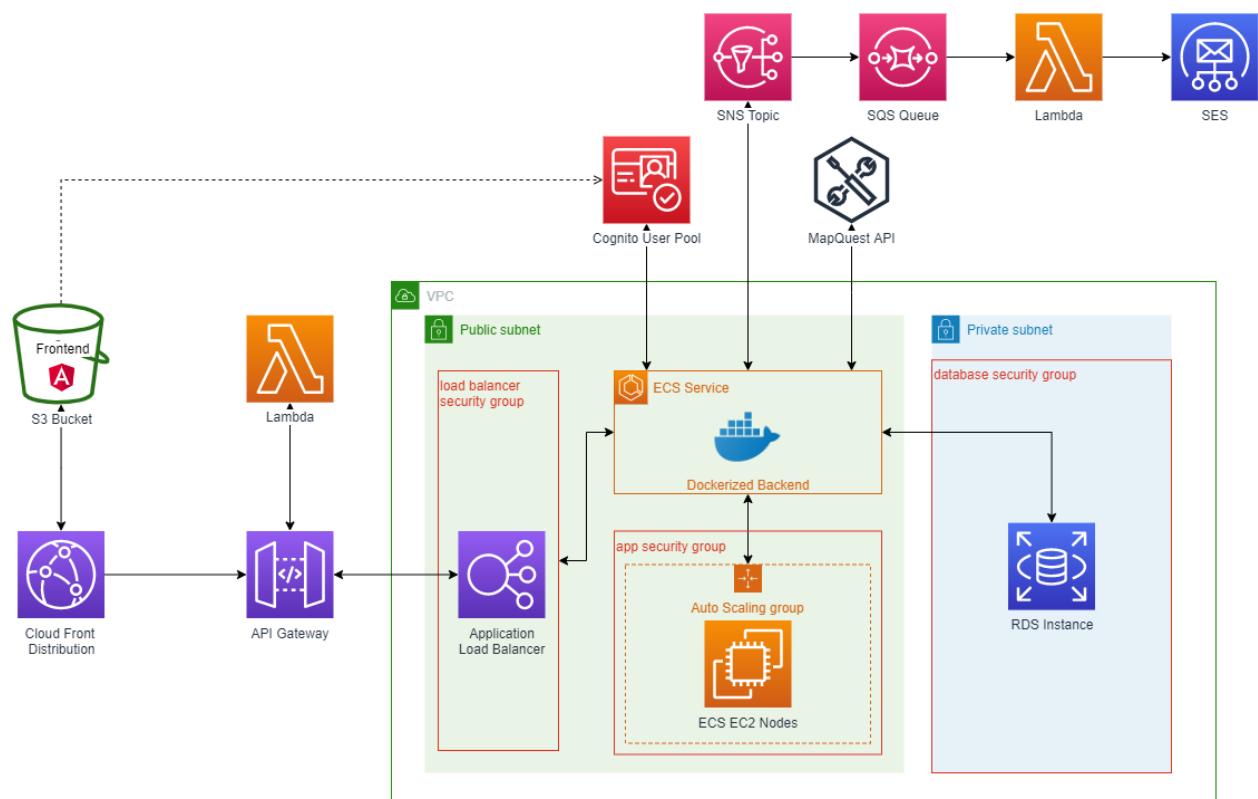 SNS Topic
SQS Queue
Lambda
SES
Cognito User Pool
MapQuest API
VPC
Public subnet
Private subnet
Frontend
A
S3 Bucket
Lambda
load balancer
security group
ECS Service
database security group
Dockerized Backend
app security group
Auto Scaling group
Cloud Front
Distribution
</>
API Gateway
Application
Load Balancer
RDS Instance
ECS EC2 Nodes